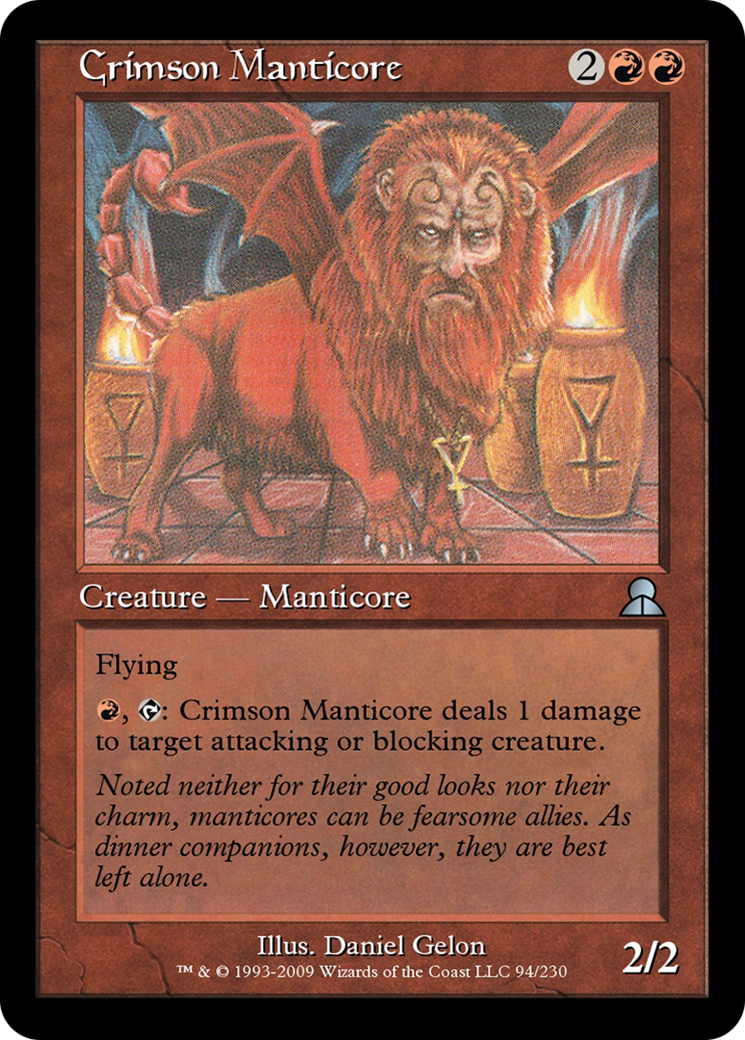 Crimson Manticore 2
Creature — Manticore
Flying
, : Crimson Manticore deals 1 damage
to target attacking or blocking creature.
Noted neither for their good looks nor their
charm, manticores can be fearsome allies. As
dinner companions, however, they are best
left alone.
Illus. Daniel Gelon
™ & © 1993-2009 Wizards of the Coast LLC 94/230
2/2